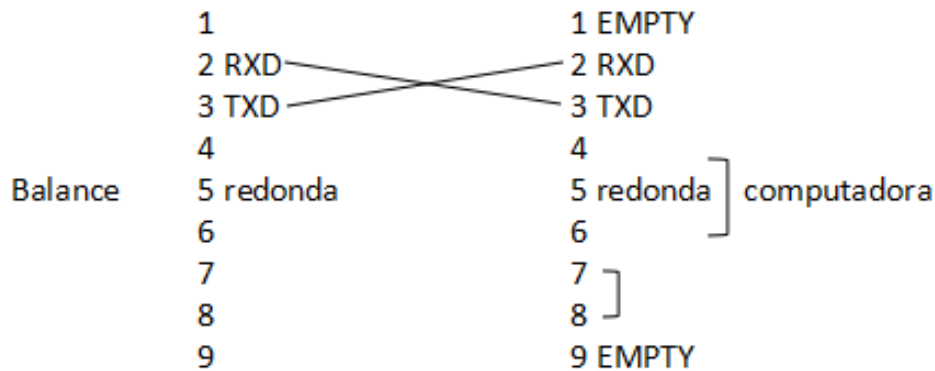 1 1 EMPTY
2 RXD 2 RXD
3 TXD 3 TXD
4 4
Balance 5 redonda 5 redonda computadora
6 6
7 7
8 8
9 9 EMPTY